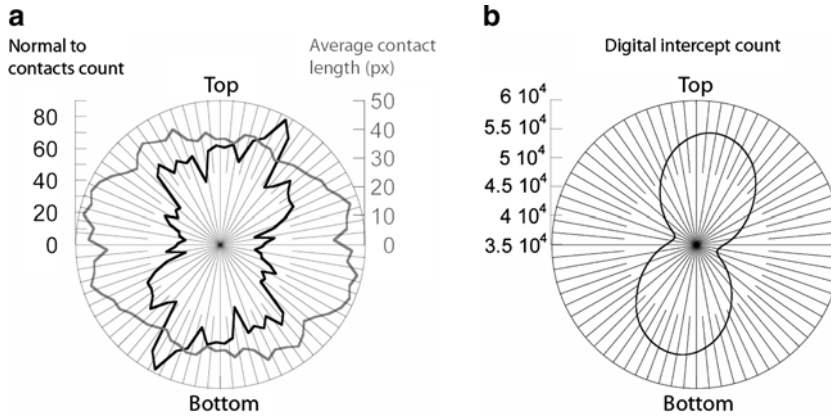 a
Normal to
contacts count
Average contact
length (px)
Top
80
60
40
20
0
50
40
30
20
10
0
Bottom
b
Digital intercept count
Top
6 10⁴
5.5 10⁴
5 10⁴
4.5 10⁴
4 10⁴
3.5 10⁴
Bottom